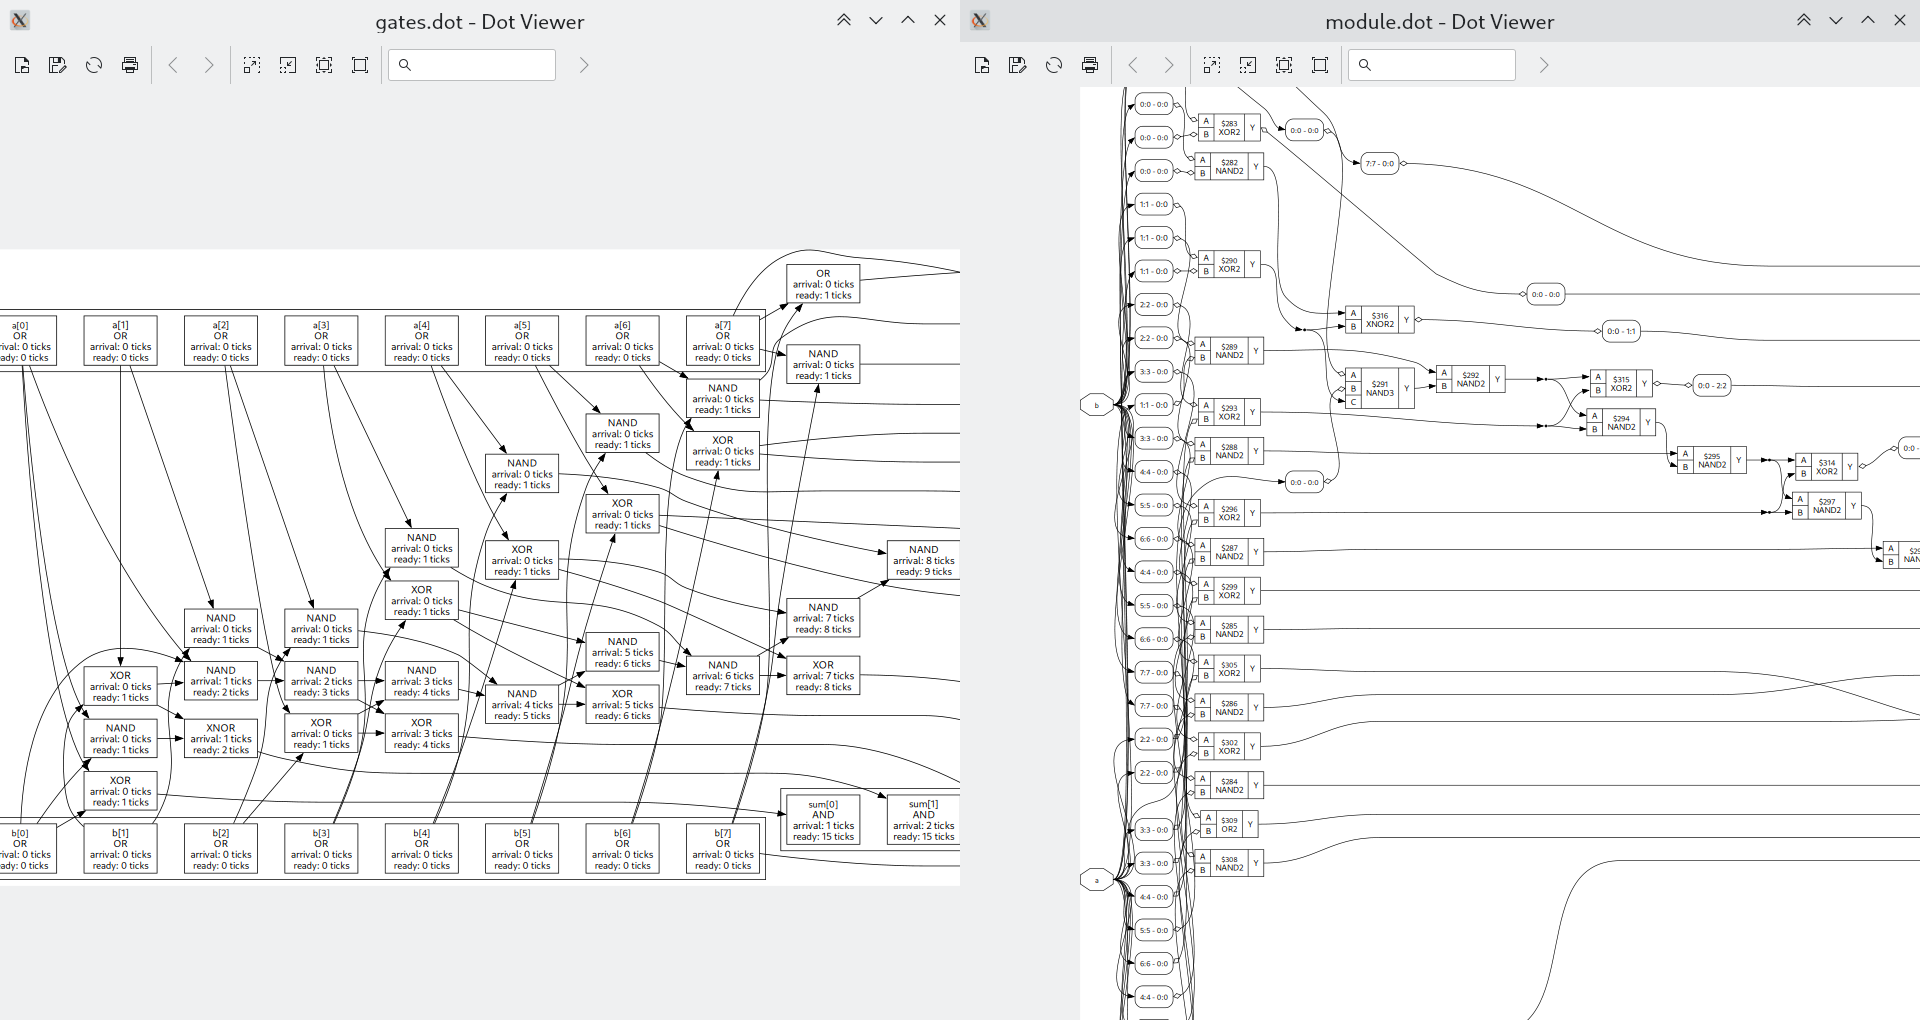 gates.dot - Dot Viewer
OR
arrival: 0 ticks
ready: 1 ticks
a[0]
OR
arrival: 0 ticks
ready: 0 ticks
a[1]
OR
arrival: 0 ticks
ready: 0 ticks
a[2]
OR
arrival: 0 ticks
ready: 0 ticks
a[3]
OR
arrival: 0 ticks
ready: 0 ticks
a[4]
OR
arrival: 0 ticks
ready: 0 ticks
a[5]
OR
arrival: 0 ticks
ready: 0 ticks
a[6]
OR
arrival: 0 ticks
ready: 0 ticks
a[7]
OR
arrival: 0 ticks
ready: 0 ticks
NAND
arrival: 0 ticks
ready: 1 ticks
NAND
arrival: 0 ticks
ready: 1 ticks
NAND
arrival: 0 ticks
ready: 1 ticks
XOR
arrival: 0 ticks
ready: 1 ticks
NAND
arrival: 0 ticks
ready: 1 ticks
XOR
arrival: 0 ticks
ready: 1 ticks
NAND
arrival: 0 ticks
ready: 1 ticks
XOR
arrival: 0 ticks
ready: 1 ticks
NAND
arrival: 8 ticks
ready: 9 ticks
XOR
arrival: 0 ticks
ready: 1 ticks
NAND
arrival: 7 ticks
ready: 8 ticks
NAND
arrival: 0 ticks
ready: 1 ticks
NAND
arrival: 0 ticks
ready: 1 ticks
NAND
arrival: 5 ticks
ready: 6 ticks
XOR
arrival: 0 ticks
ready: 1 ticks
NAND
arrival: 1 ticks
ready: 2 ticks
NAND
arrival: 2 ticks
ready: 3 ticks
NAND
arrival: 3 ticks
ready: 4 ticks
NAND
arrival: 4 ticks
ready: 5 ticks
XOR
arrival: 5 ticks
ready: 6 ticks
NAND
arrival: 6 ticks
ready: 7 ticks
XOR
arrival: 7 ticks
ready: 8 ticks
NAND
arrival: 0 ticks
ready: 1 ticks
XNOR
arrival: 1 ticks
ready: 2 ticks
XOR
arrival: 0 ticks
ready: 1 ticks
XOR
arrival: 3 ticks
ready: 4 ticks
XOR
arrival: 0 ticks
ready: 1 ticks
sum[0]
AND
arrival: 1 ticks
ready: 15 ticks
sum[1]
AND
arrival: 2 ticks
ready: 15 ticks
b[0]
OR
arrival: 0 ticks
ready: 0 ticks
b[1]
OR
arrival: 0 ticks
ready: 0 ticks
b[2]
OR
arrival: 0 ticks
ready: 0 ticks
b[3]
OR
arrival: 0 ticks
ready: 0 ticks
b[4]
OR
arrival: 0 ticks
ready: 0 ticks
b[5]
OR
arrival: 0 ticks
ready: 0 ticks
b[6]
OR
arrival: 0 ticks
ready: 0 ticks
b[7]
OR
arrival: 0 ticks
ready: 0 ticks
module.dot - Dot Viewer
b
a
0:0 - 0:0
0:0 - 0:0
0:0 - 0:0
1:1 - 0:0
1:1 - 0:0
1:1 - 0:0
2:2 - 0:0
2:2 - 0:0
3:3 - 0:0
1:1 - 0:0
3:3 - 0:0
4:4 - 0:0
5:5 - 0:0
6:6 - 0:0
4:4 - 0:0
5:5 - 0:0
6:6 - 0:0
7:7 - 0:0
7:7 - 0:0
2:2 - 0:0
2:2 - 0:0
3:3 - 0:0
3:3 - 0:0
4:4 - 0:0
5:5 - 0:0
6:6 - 0:0
4:4 - 0:0
A B $283 XOR2 Y
A B $282 NAND2 Y
A B $290 XOR2 Y
A B $289 NAND2 Y
A B $293 XOR2 Y
A B $288 NAND2 Y
A B $296 XOR2 Y
A B $287 NAND2 Y
A B $299 XOR2 Y
A B $285 NAND2 Y
A B $305 XOR2 Y
A B $286 NAND2 Y
A B $302 XOR2 Y
A B $284 NAND2 Y
A B $309 OR2 Y
A B $308 NAND2 Y
0:0 - 0:0
7:7 - 0:0
0:0 - 0:0
A B $316 XNOR2 Y
0:0 - 1:1
A B C $291 NAND3 Y
A B $292 NAND2 Y
A B $315 XOR2 Y
0:0 - 2:2
A B $294 NAND2 Y
A B $295 NAND2 Y
A B $314 XOR2 Y
0:0 -
0:0 - 0:0
A B $297 NAND2 Y
A B